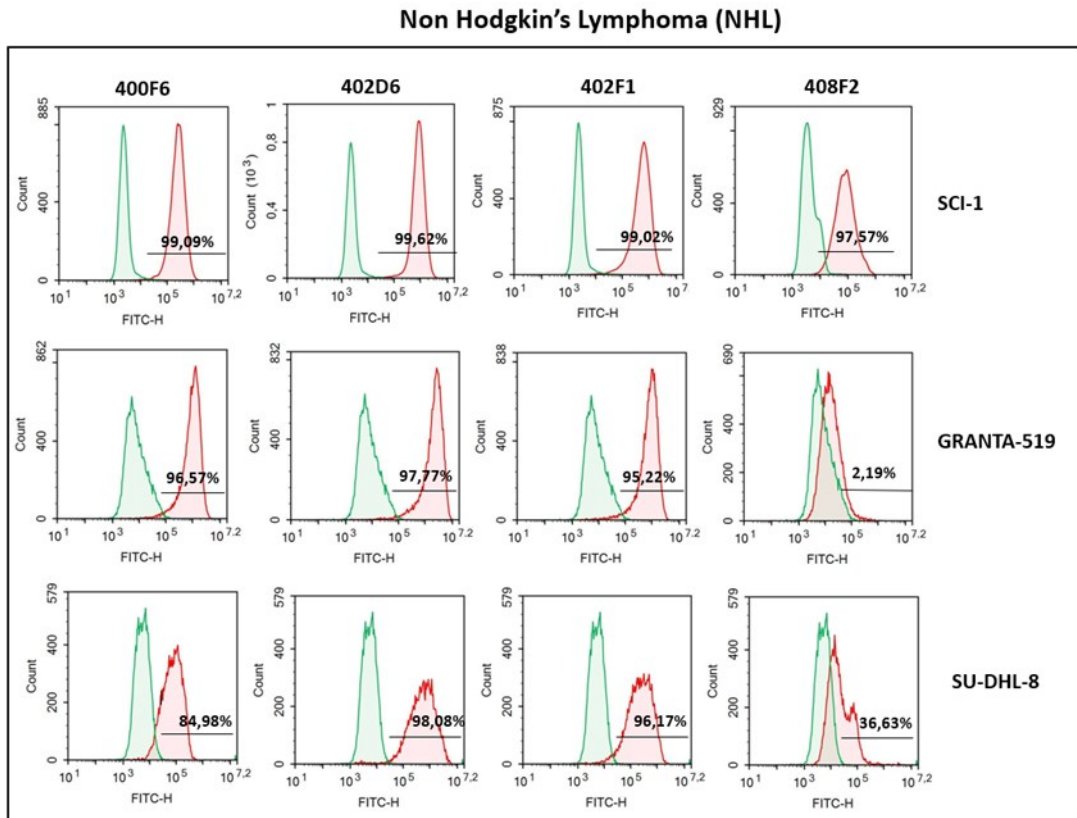 Non Hodgkin's Lymphoma (NHL)
400F6 402D6 402F1 408F2
885
400
0
Count
99,09%
10^1 10^3 10^5 10^7,2
FITC-H
1
0,8
0,4
0
Count (10^3)
99,62%
10^1 10^3 10^5 10^7,2
FITC-H
875
400
0
Count
99,02%
10^1 10^3 10^5 10^7
FITC-H
929
400
0
Count
97,57%
10^1 10^3 10^5 10^7,2
FITC-H
SCI-1
862
400
0
Count
96,57%
10^1 10^3 10^5 10^7,2
FITC-H
832
400
0
Count
97,77%
10^1 10^3 10^5 10^7,2
FITC-H
838
400
0
Count
95,22%
10^1 10^3 10^5 10^7,2
FITC-H
690
400
200
0
Count
2,19%
10^1 10^3 10^5 10^7,2
FITC-H
GRANTA-519
579
400
200
0
Count
84,98%
10^1 10^3 10^5 10^7,2
FITC-H
579
400
200
0
Count
98,08%
10^1 10^3 10^5 10^7,2
FITC-H
579
400
200
0
Count
96,17%
10^1 10^3 10^5 10^7,2
FITC-H
579
400
200
0
Count
36,63%
10^1 10^3 10^5 10^7,2
FITC-H
SU-DHL-8